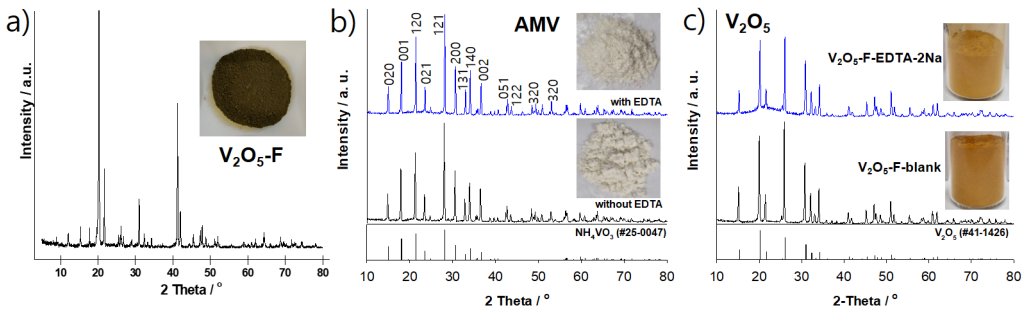 a)
Intensity / a.u.
V₂O₅-F
10 20 30 40 50 60 70 80
2 Theta / °
b)
AMV
Intensity / a.u.
020
001
120
021
121
200
131
140
002
051
122
320
320
with EDTA
without EDTA
NH₄VO₃ (#25-0047)
10 20 30 40 50 60 70 80
2 Theta / °
c)
V₂O₅
Intensity / a.u.
V₂O₅-F-EDTA-2Na
V₂O₅-F-blank
V₂O₅ (#41-1426)
10 20 30 40 50 60 70 80
2-Theta / °